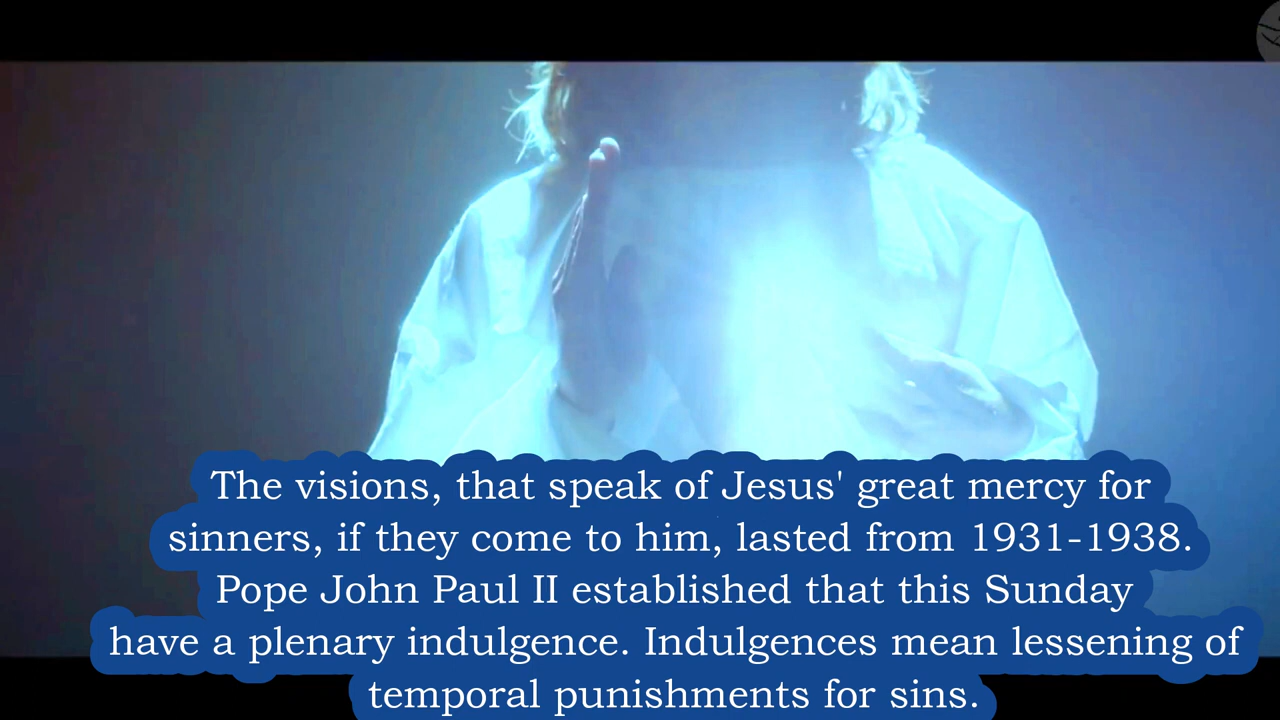 The visions, that speak of Jesus' great mercy for
sinners, if they come to him, lasted from 1931-1938.
Pope John Paul II established that this Sunday
have a plenary indulgence. Indulgences mean lessening of
temporal punishments for sins.